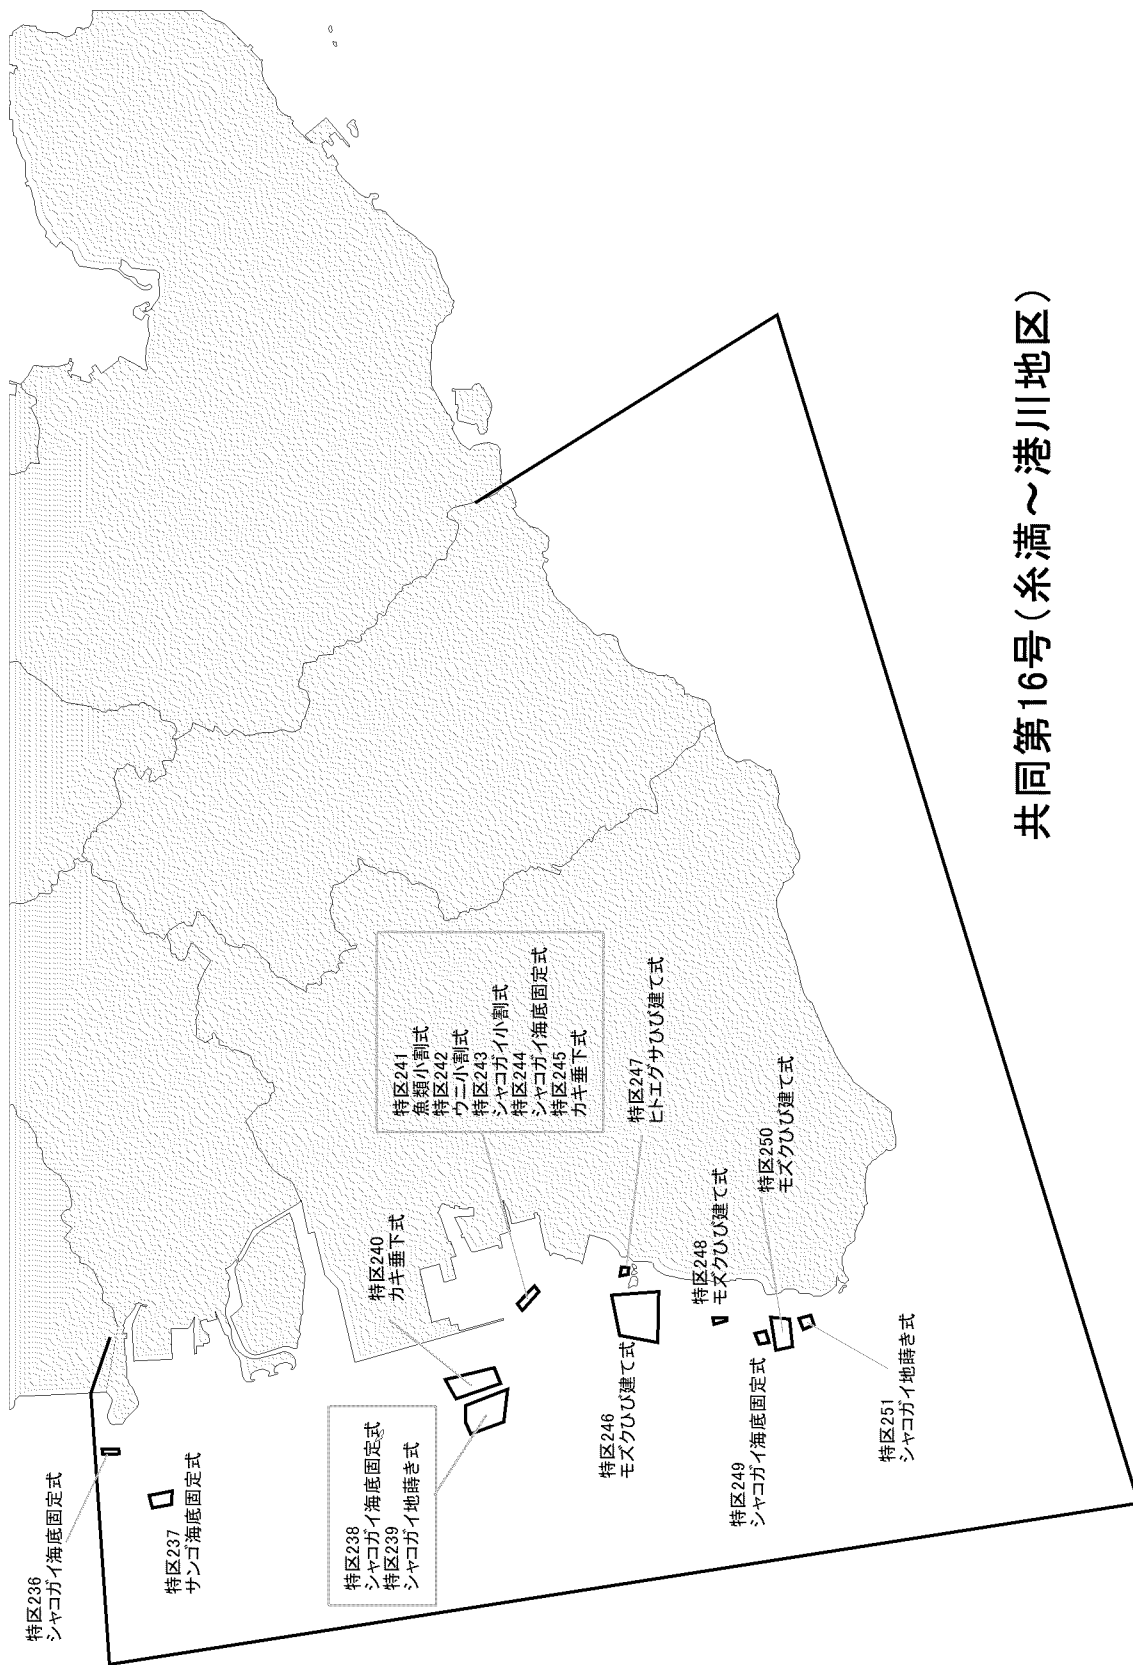 共同第16号(糸満～港川地区)
特区236
シャコガイ海底固定式
特区237
サンゴ海底固定式
特区238
シャコガイ海底固定式
特区239
シャコガイ地蒔き式
特区240
カキ垂下式
特区241
魚類小割式
特区242
ウニ小割式
特区243
シャコガイ小割式
特区244
シャコガイ海底固定式
特区245
カキ垂下式
特区246
モズクひび建て式
特区247
ヒトエグサひび建て式
特区248
モズクひび建て式
特区249
シャコガイ海底固定式
特区250
モズクひび建て式
特区251
シャコガイ地蒔き式